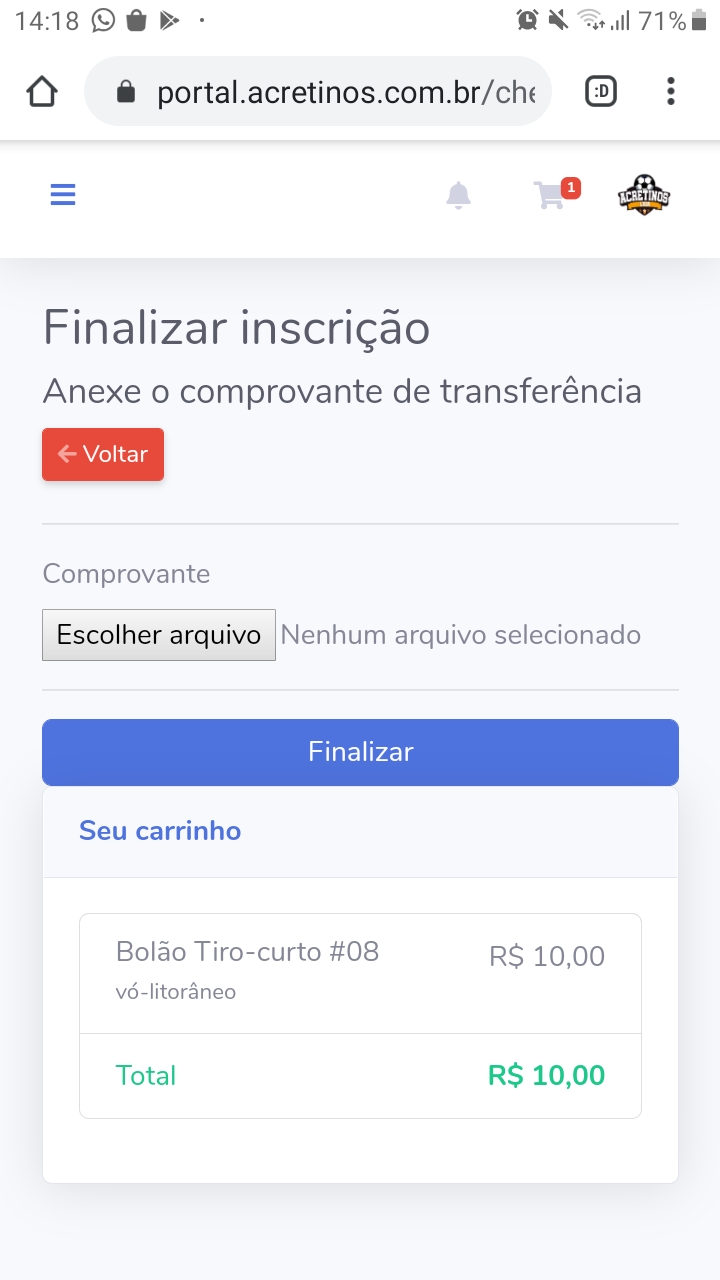 14:18
71%
portal.acretinos.com.br/che
:D
1
ACRETINOS
Finalizar inscrição
Anexe o comprovante de transferência
Voltar
Comprovante
Escolher arquivo Nenhum arquivo selecionado
Finalizar
Seu carrinho
Bolão Tiro-curto #08 R$ 10,00
vó-litorâneo
Total R$ 10,00